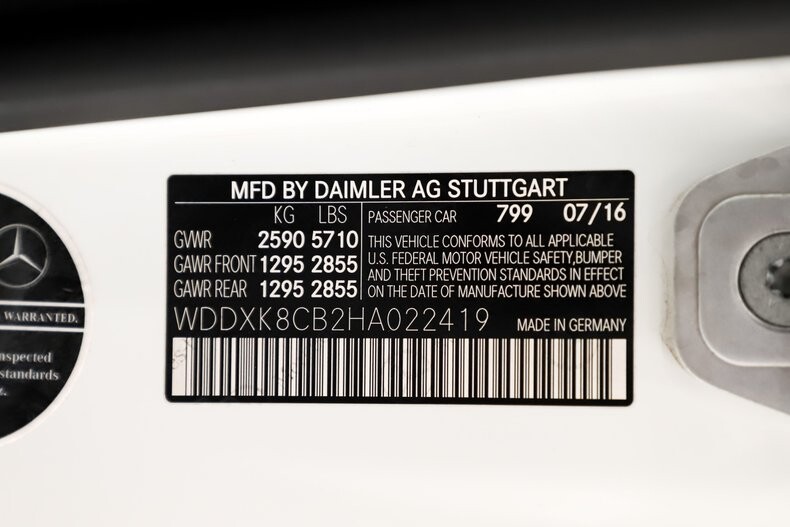 MFD BY DAIMLER AG STUTTGART
KG LBS PASSENGER CAR 799 07/16
GVWR 2590 5710
GAWR FRONT 1295 2855
GAWR REAR 1295 2855
THIS VEHICLE CONFORMS TO ALL APPLICABLE
U.S. FEDERAL MOTOR VEHICLE SAFETY,BUMPER
AND THEFT PREVENTION STANDARDS IN EFFECT
ON THE DATE OF MANUFACTURE SHOWN ABOVE
WDDXK8CB2HA022419 MADE IN GERMANY
WARRANTED.
nspected
standards